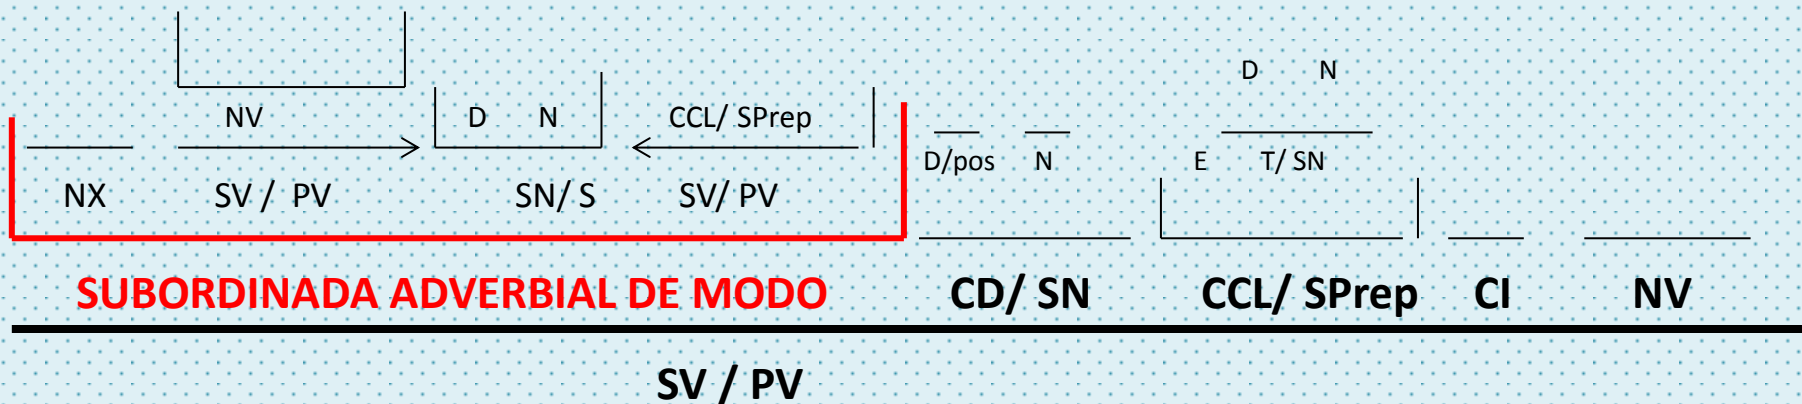 D N
NV D N CCL/ SPrep
D/pos N E T/ SN
NX SV / PV SN/ S SV/ PV
SUBORDINADA ADVERBIAL DE MODO CD/ SN CCL/ SPrep CI NV
SV / PV